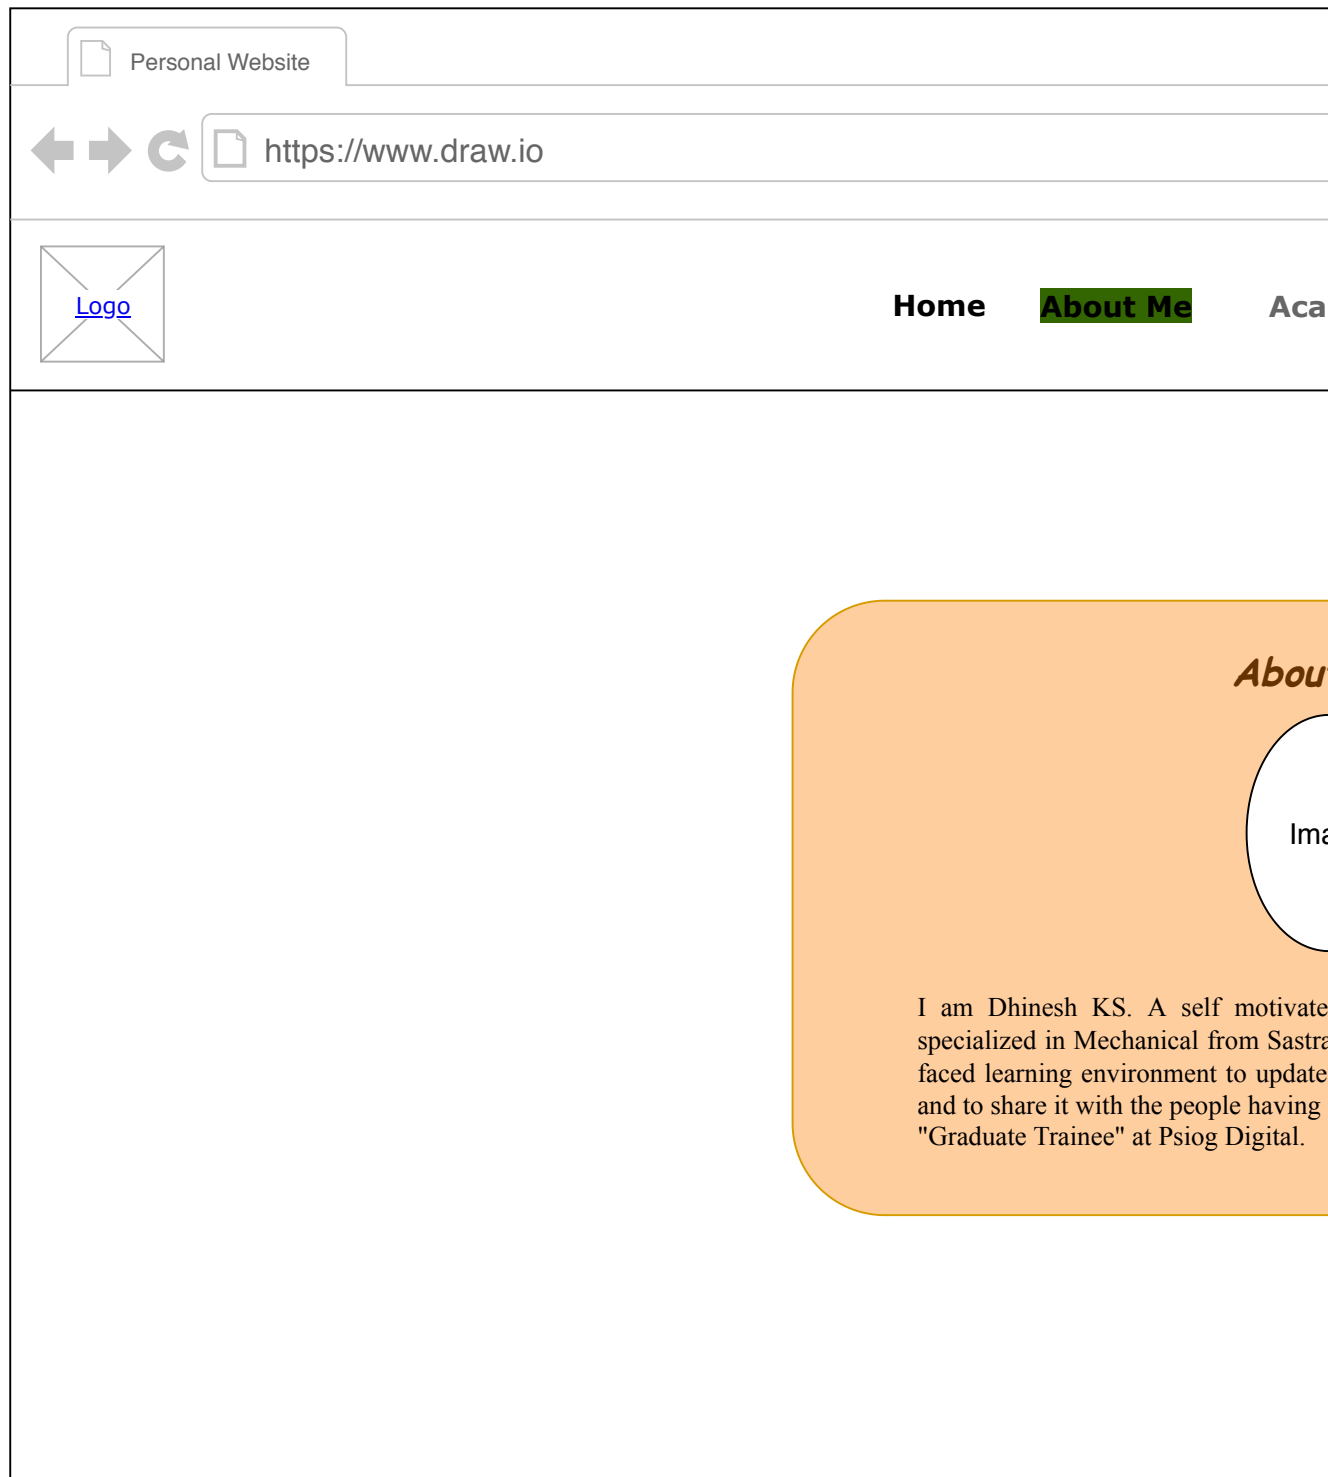 Personal Website
https://www.draw.io
Logo
Home About Me Aca
About
Ima
I am Dhinesh KS. A self motivate
specialized in Mechanical from Sastra
faced learning environment to update
and to share it with the people having
"Graduate Trainee" at Psiog Digital.